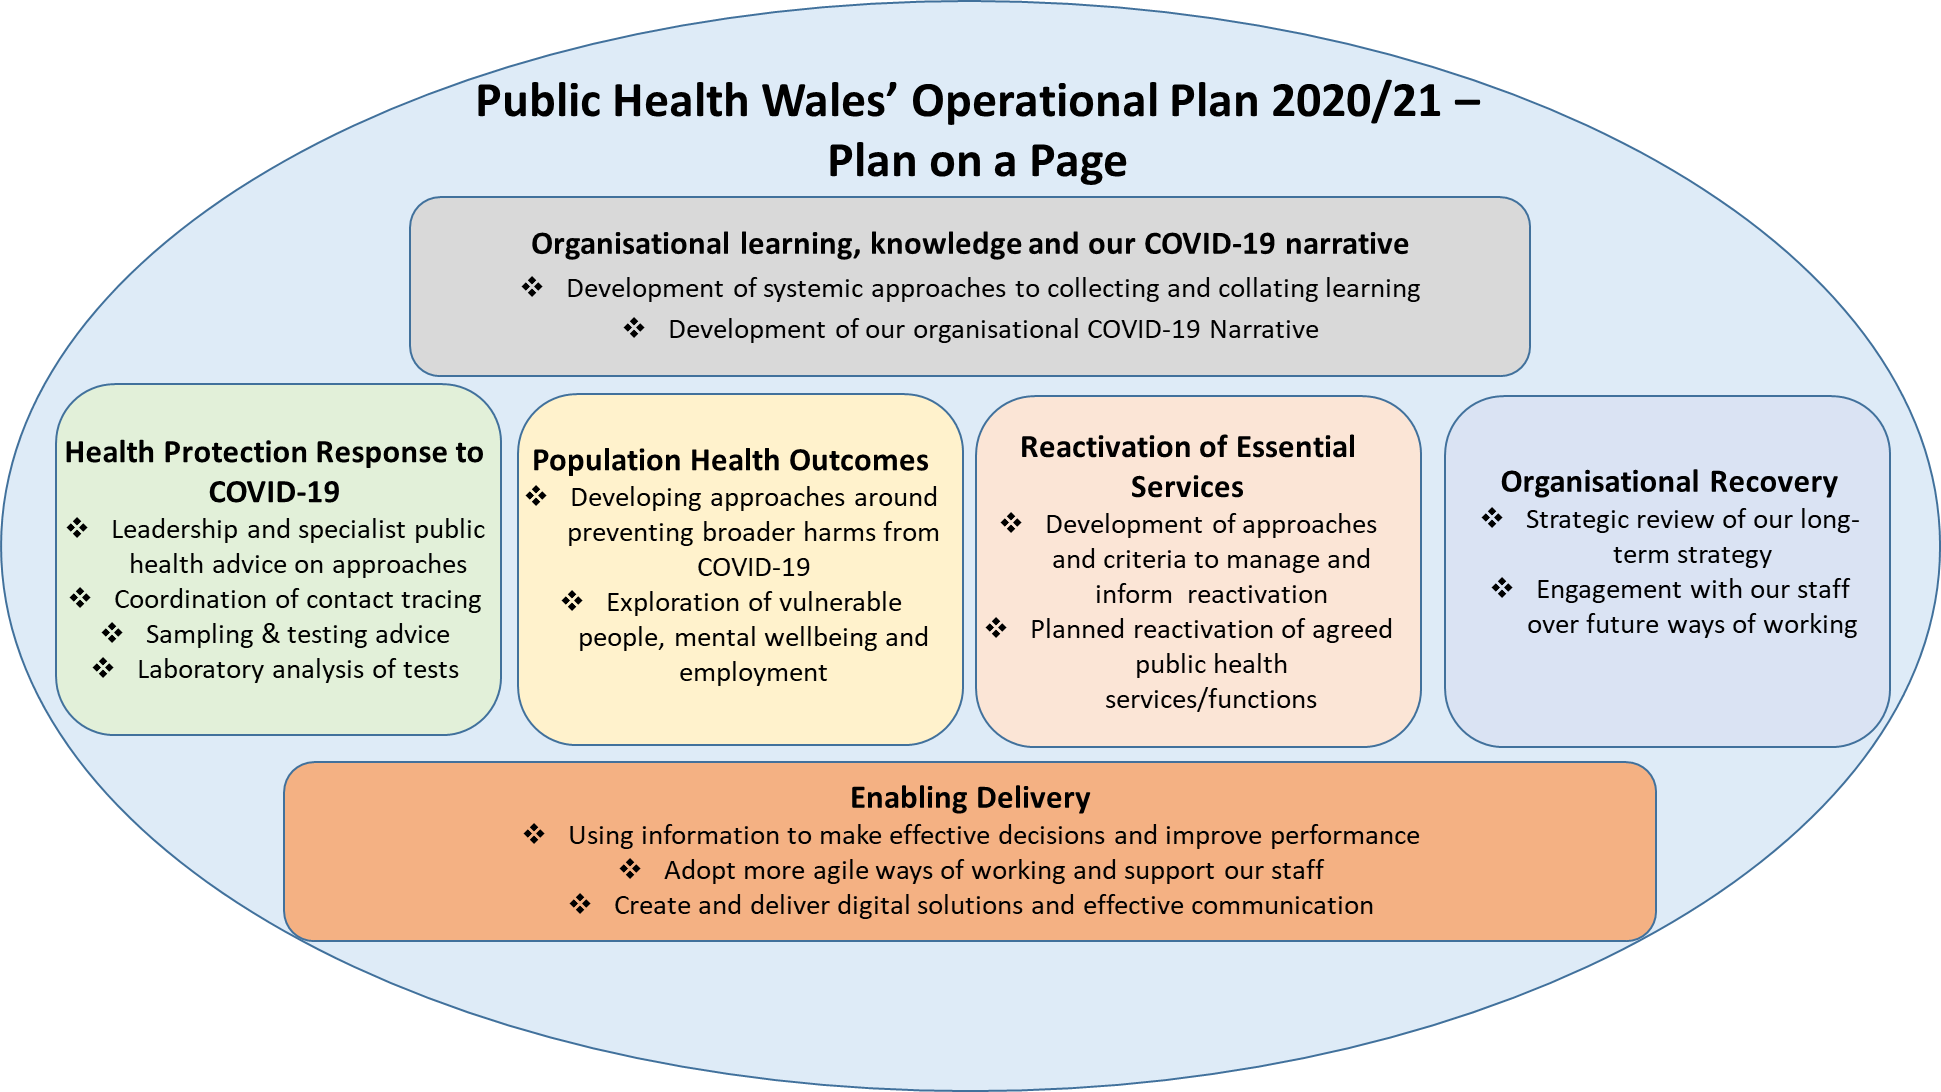 Public Health Wales’ Operational Plan 2020/21 –
Plan on a Page
Organisational learning, knowledge and our COVID-19 narrative
❖ Development of systemic approaches to collecting and collating learning
❖ Development of our organisational COVID-19 Narrative
Health Protection Response to
COVID-19
❖ Leadership and specialist public
health advice on approaches
❖ Coordination of contact tracing
❖ Sampling & testing advice
❖ Laboratory analysis of tests
Population Health Outcomes
❖ Developing approaches around
preventing broader harms from
COVID-19
❖ Exploration of vulnerable
people, mental wellbeing and
employment
Reactivation of Essential
Services
❖ Development of approaches
and criteria to manage and
inform reactivation
❖ Planned reactivation of agreed
public health
services/functions
Organisational Recovery
❖ Strategic review of our long-
term strategy
❖ Engagement with our staff
over future ways of working
Enabling Delivery
❖ Using information to make effective decisions and improve performance
❖ Adopt more agile ways of working and support our staff
❖ Create and deliver digital solutions and effective communication